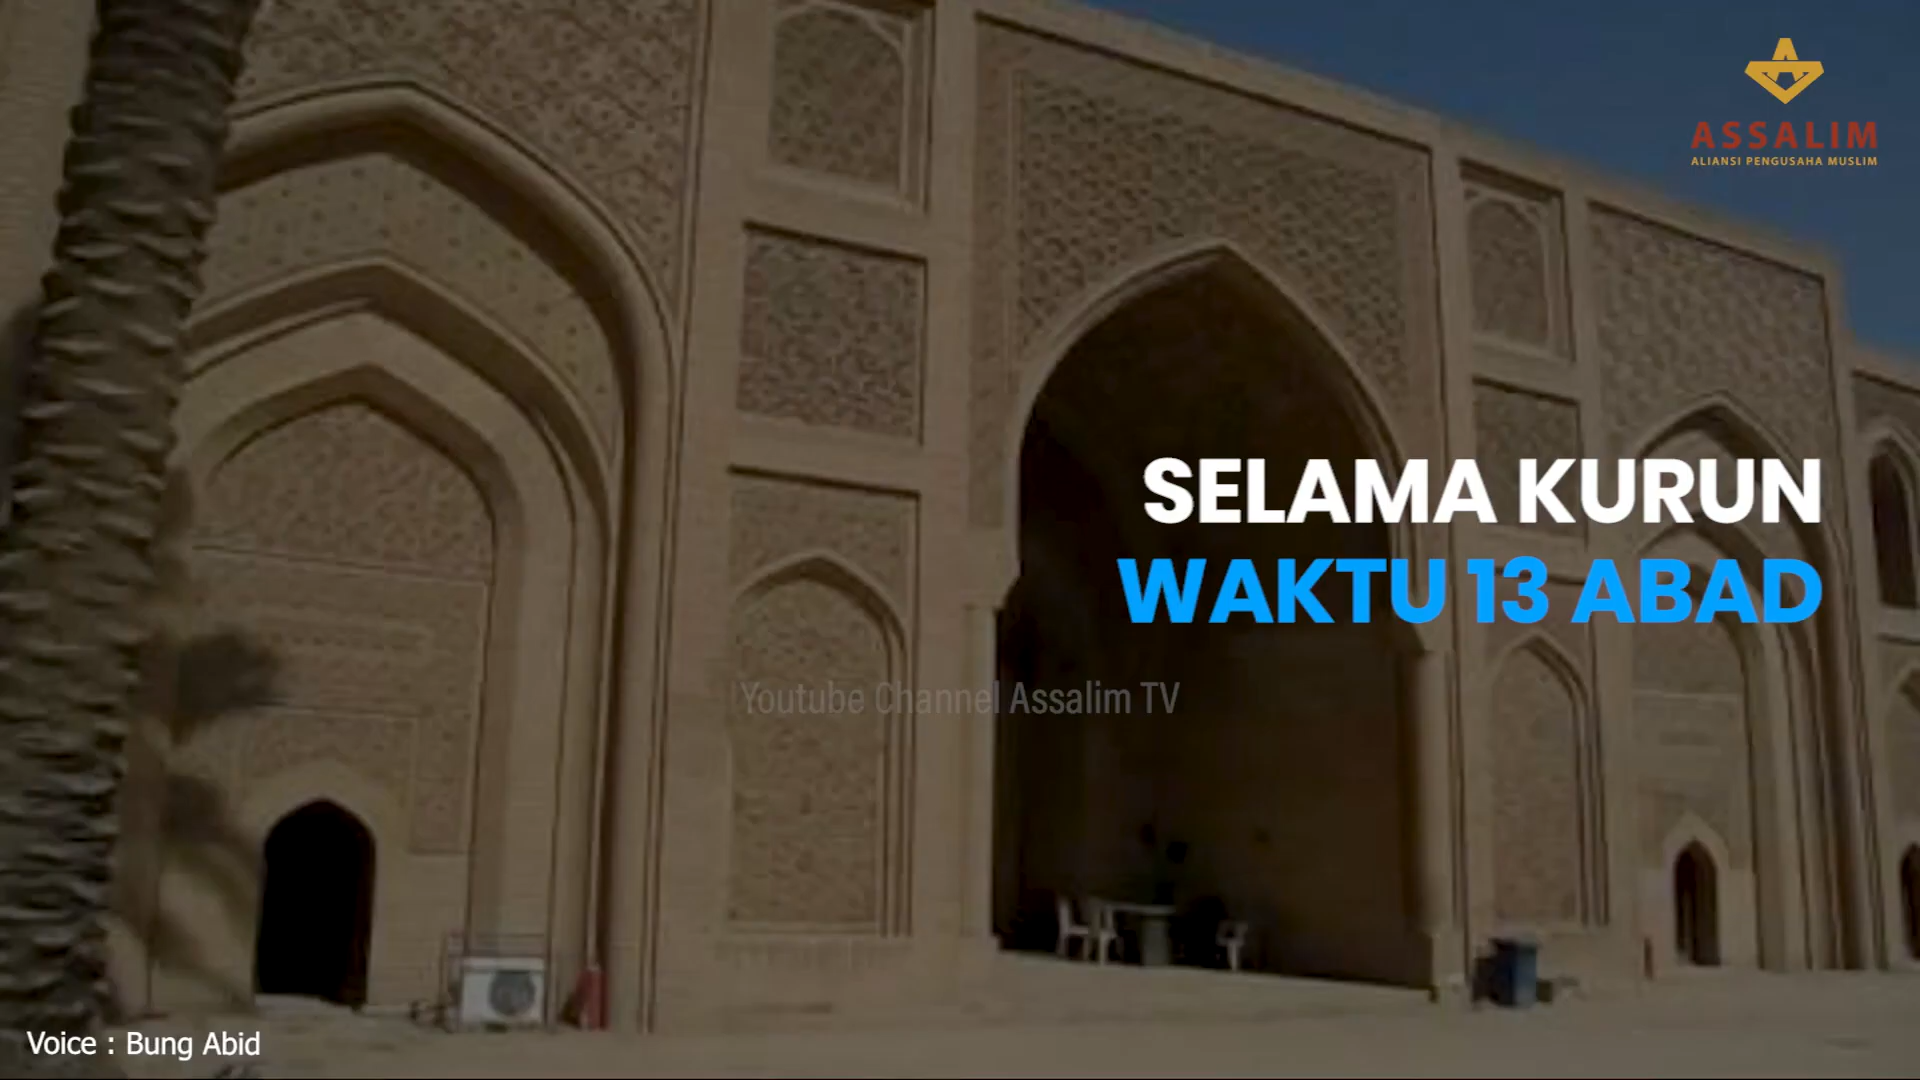 ASSALIM
ALIANSI PENGUSAHA MUSLIM
SELAMA KURUN
WAKTU 13 ABAD
Youtube Channel Assalim TV
Voice : Bung Abid